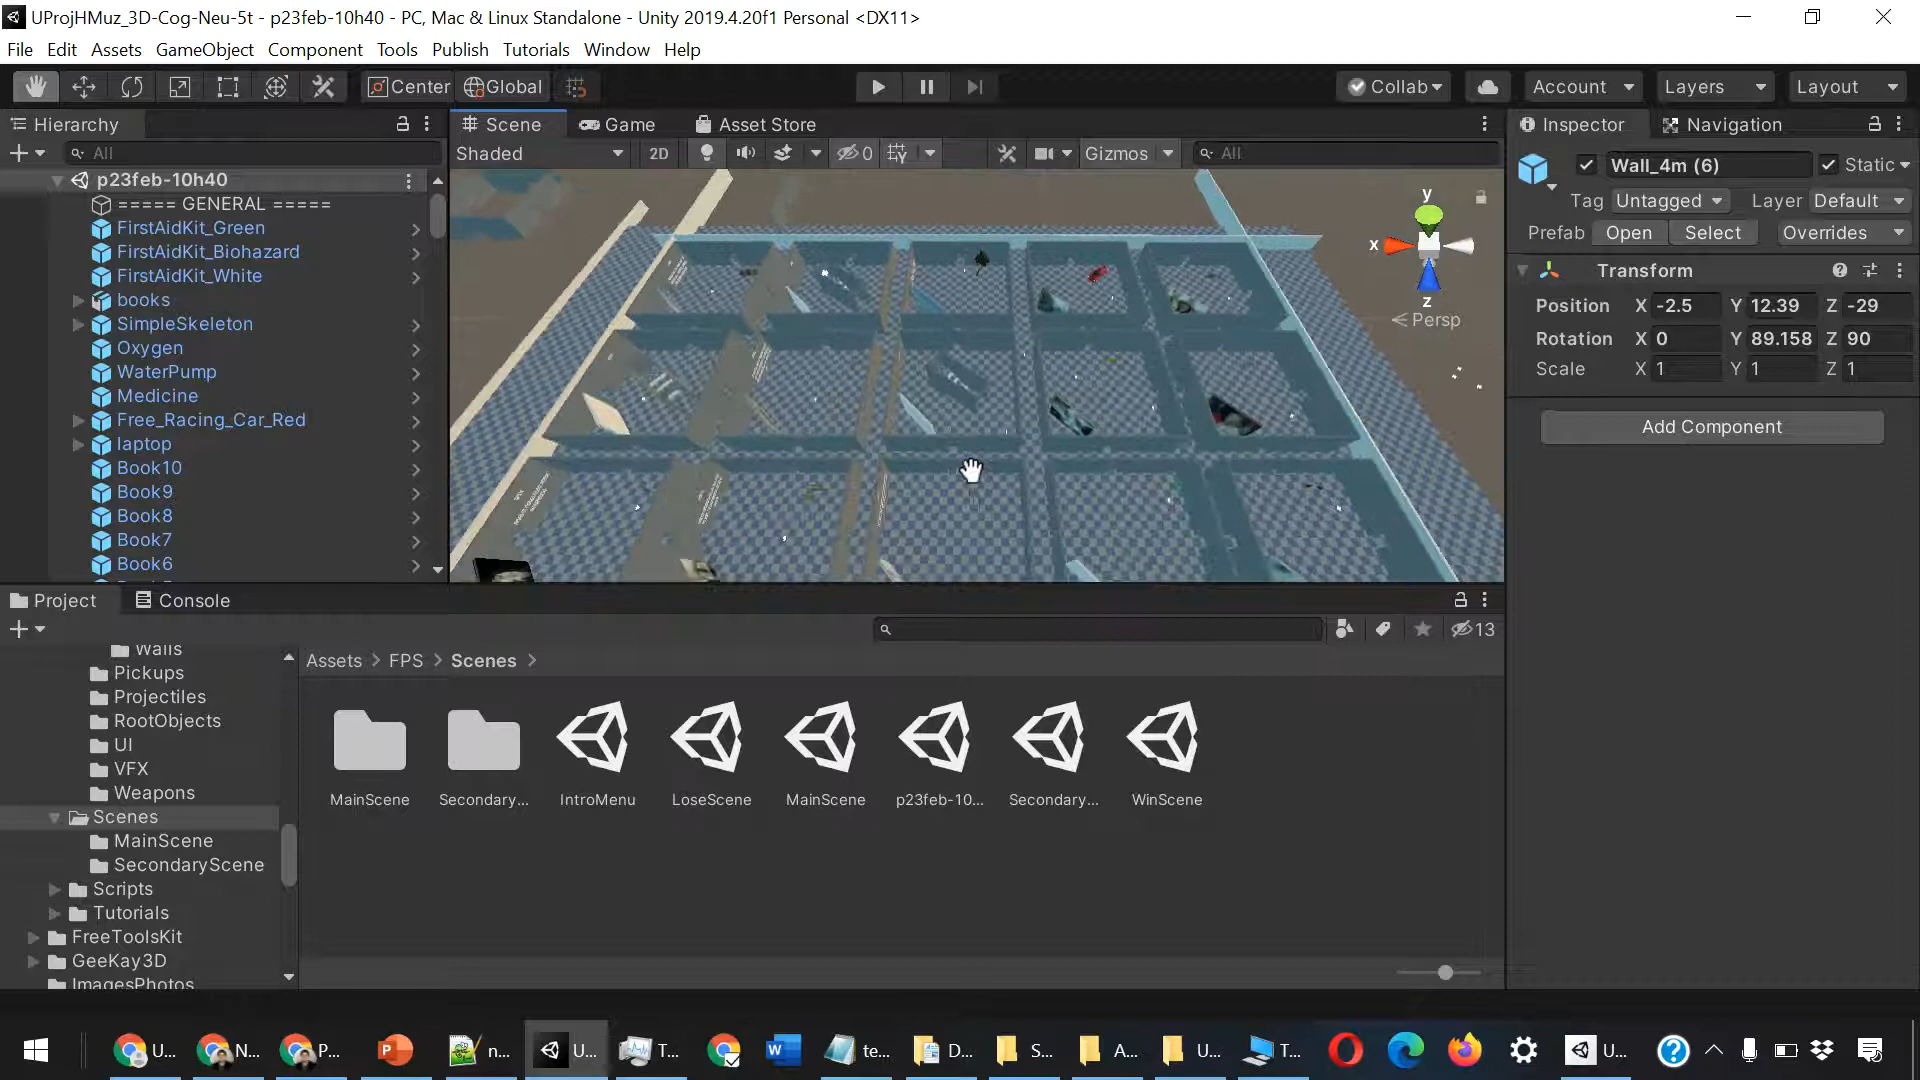 UProjHMuz_3D-Cog-Neu-5t - p23feb-10h40 - PC, Mac & Linux Standalone - Unity 2019.4.20f1 Personal <DX11>
File Edit Assets GameObject Component Tools Publish Tutorials Window Help
Center Global Collab Account Layers Layout
Hierarchy
All
p23feb-10h40
===== GENERAL =====
FirstAidKit_Green
FirstAidKit_Biohazard
FirstAidKit_White
books
SimpleSkeleton
Oxygen
WaterPump
Medicine
Free_Racing_Car_Red
laptop
Book10
Book9
Book8
Book7
Book6
Scene Game Asset Store
Shaded 2D 0 Gizmos All
y
x
z
Persp
Inspector Navigation
Wall_4m (6) Static
Tag Untagged Layer Default
Prefab Open Select Overrides
Transform
Position X -2.5 Y 12.39 Z -29
Rotation X 0 Y 89.158 Z 90
Scale X 1 Y 1 Z 1
Add Component
Project Console
13
Walls
Pickups
Projectiles
RootObjects
UI
VFX
Weapons
Scenes
MainScene
SecondaryScene
Scripts
Tutorials
FreeToolsKit
GeeKay3D
ImagesPhotos
Assets > FPS > Scenes >
MainScene Secondary... IntroMenu LoseScene MainScene p23feb-10... Secondary... WinScene
U... N... P... n... U... T... te... D... S... A... U... T... U...